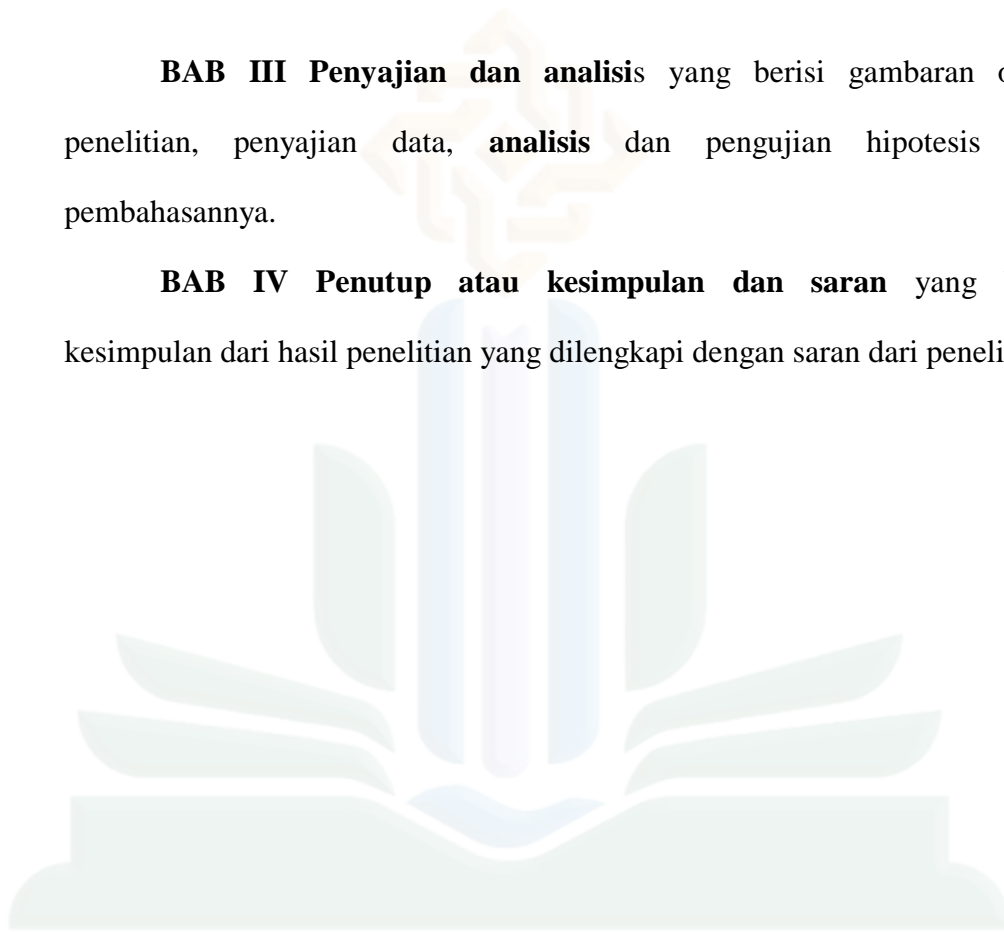 BAB III Penyajian dan analisis yang berisi gambaran
penelitian, penyajian data, analisis dan pengujian hipotesis
pembahasannya.
BAB IV Penutup atau kesimpulan dan saran yang
kesimpulan dari hasil penelitian yang dilengkapi dengan saran dari